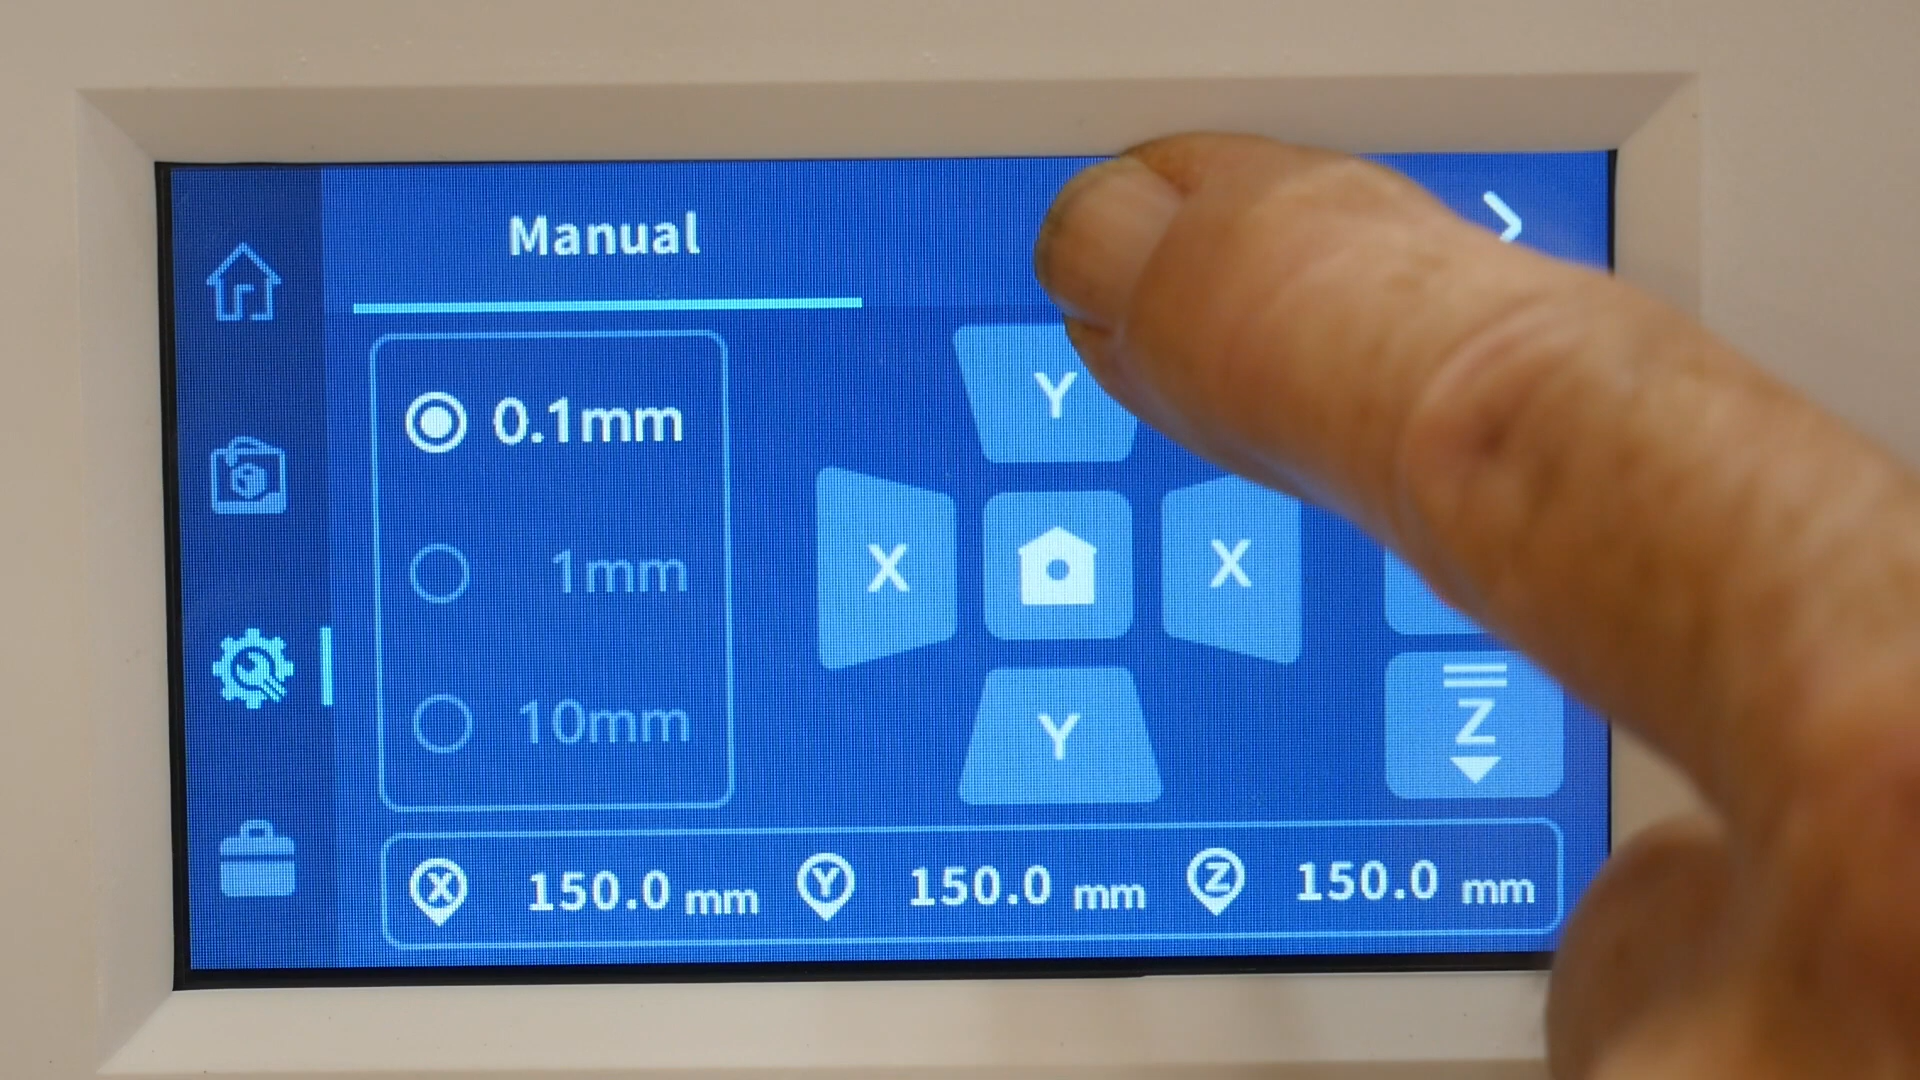 Manual
0.1mm
1mm
10mm
Y
X
X
Y
Z
X 150.0 mm Y 150.0 mm Z 150.0 mm